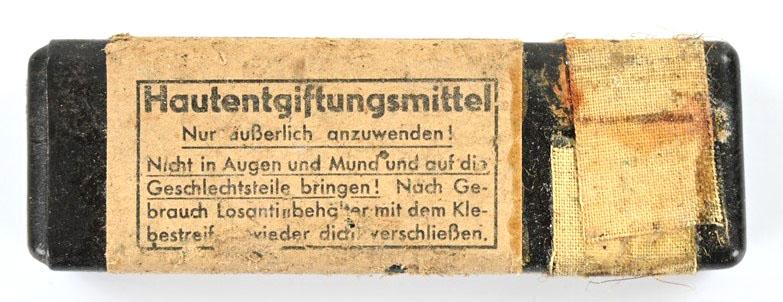 Hautentgiftungsmittel
Nur äußerlich anzuwenden!
Nicht in Augen und Mund und auf die
Geschlechtsteile bringen! Nach Ge-
brauch Losantinbehälter mit dem Kle-
bestreif wieder dicht verschließen.